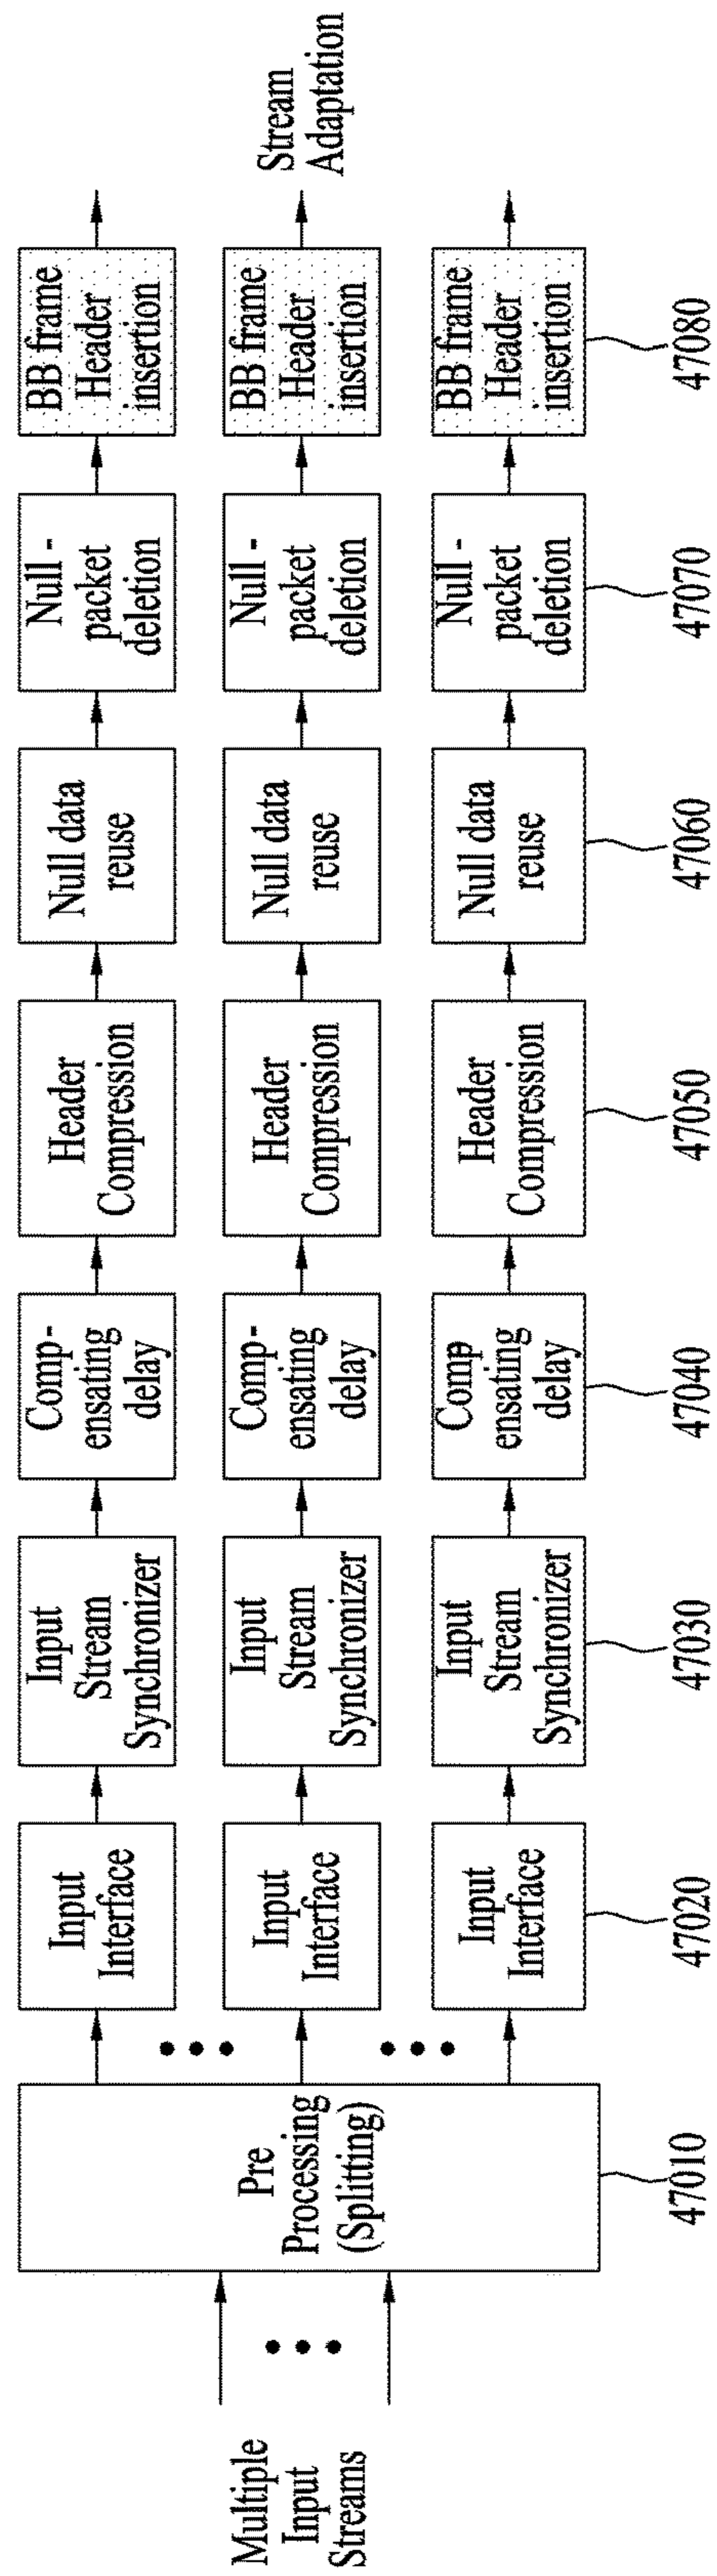 Multiple
Input
Streams
Pre
Processing
(Splitting)
47010
Input
Interface
Input
Stream
Synchronizer
Comp-
ensating
delay
Header
Compression
Null data
reuse
Null -
packet
deletion
BB frame
Header
insertion
Input
Interface
Input
Stream
Synchronizer
Comp-
ensating
delay
Header
Compression
Null data
reuse
Null -
packet
deletion
BB frame
Header
insertion
Stream
Adaptation
Input
Interface
Input
Stream
Synchronizer
Comp
ensating
delay
Header
Compression
Null data
reuse
Null -
packet
deletion
BB frame
Header
insertion
47020
47030
47040
47050
47060
47070
47080